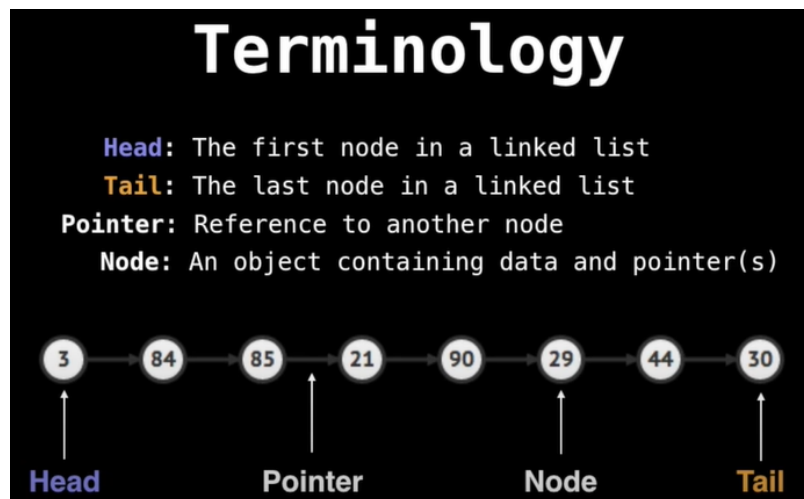 Terminology
Head: The first node in a linked list
Tail: The last node in a linked list
Pointer: Reference to another node
Node: An object containing data and pointer(s)
3 84 85 21 90 29 44 30
Head Pointer Node Tail